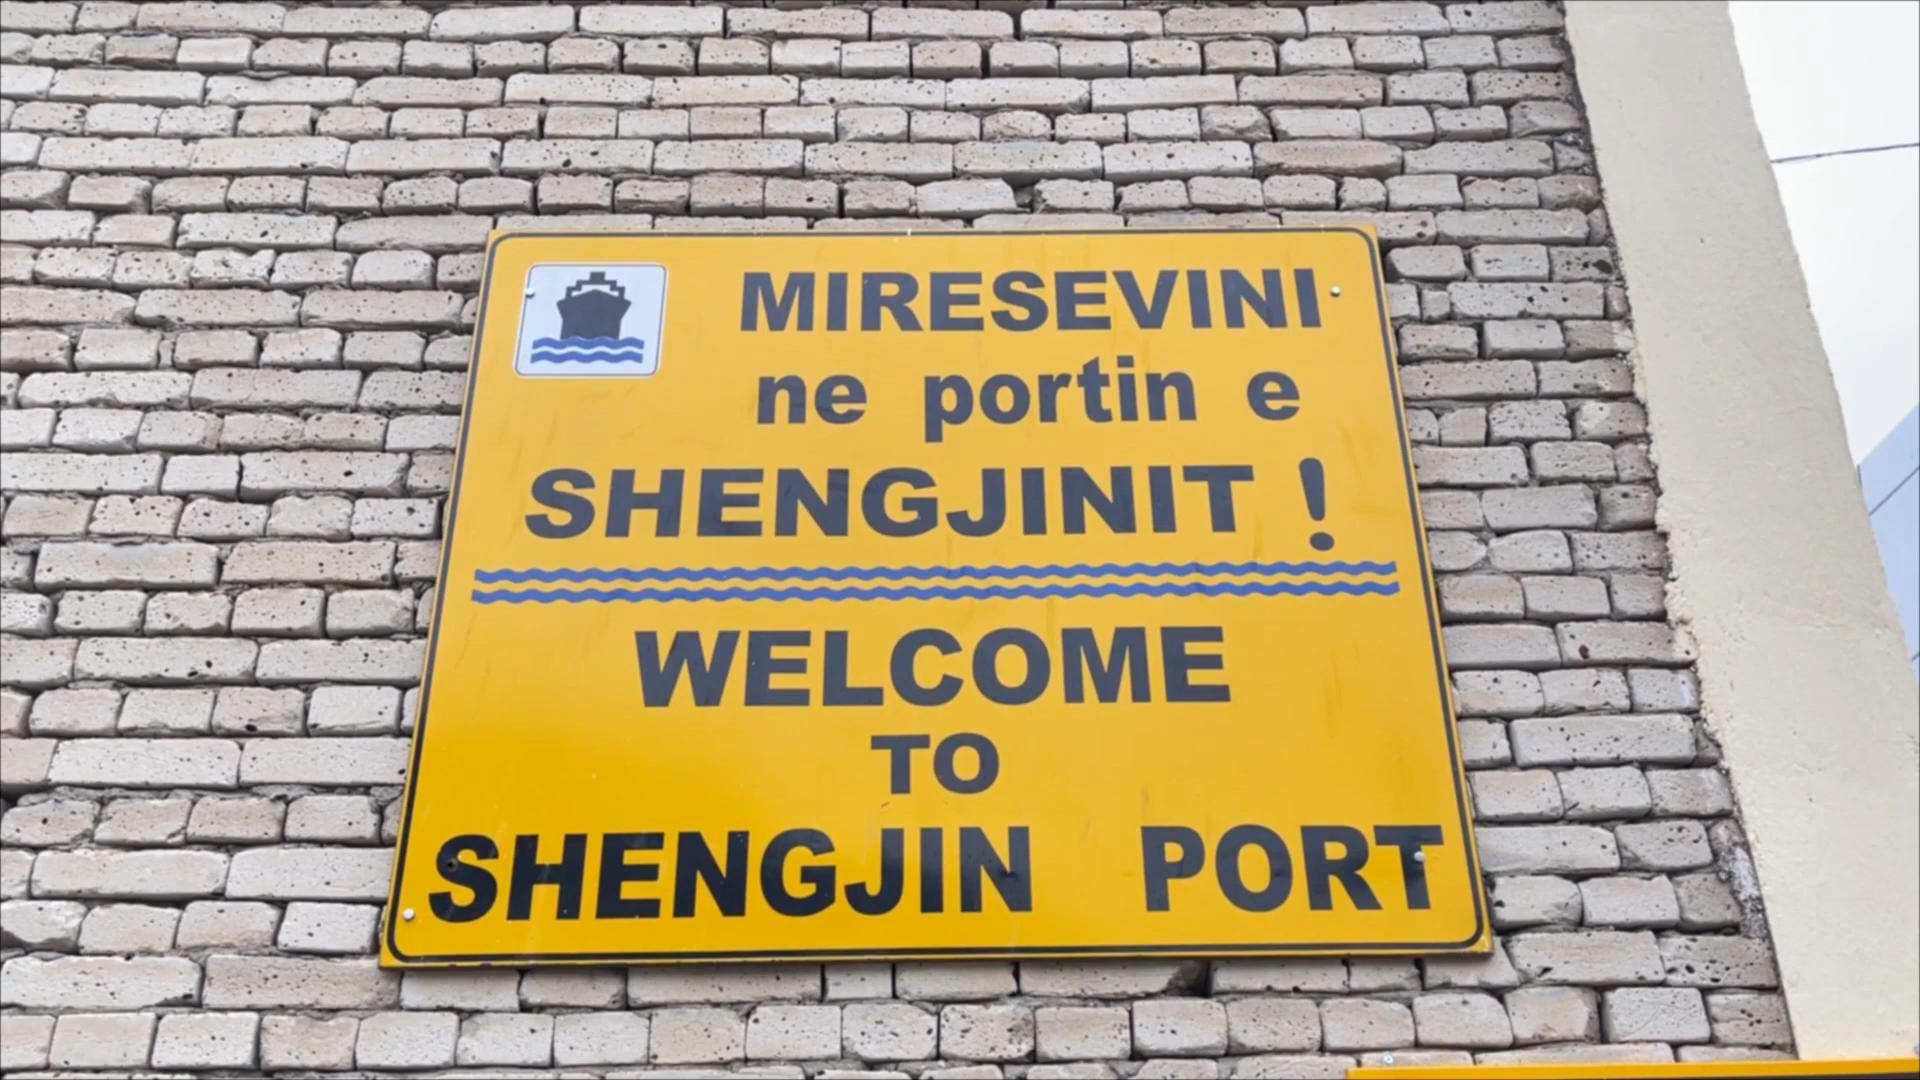 MIRESEVINI
ne portin e
SHENGJINIT !
WELCOME
TO
SHENGJIN PORT